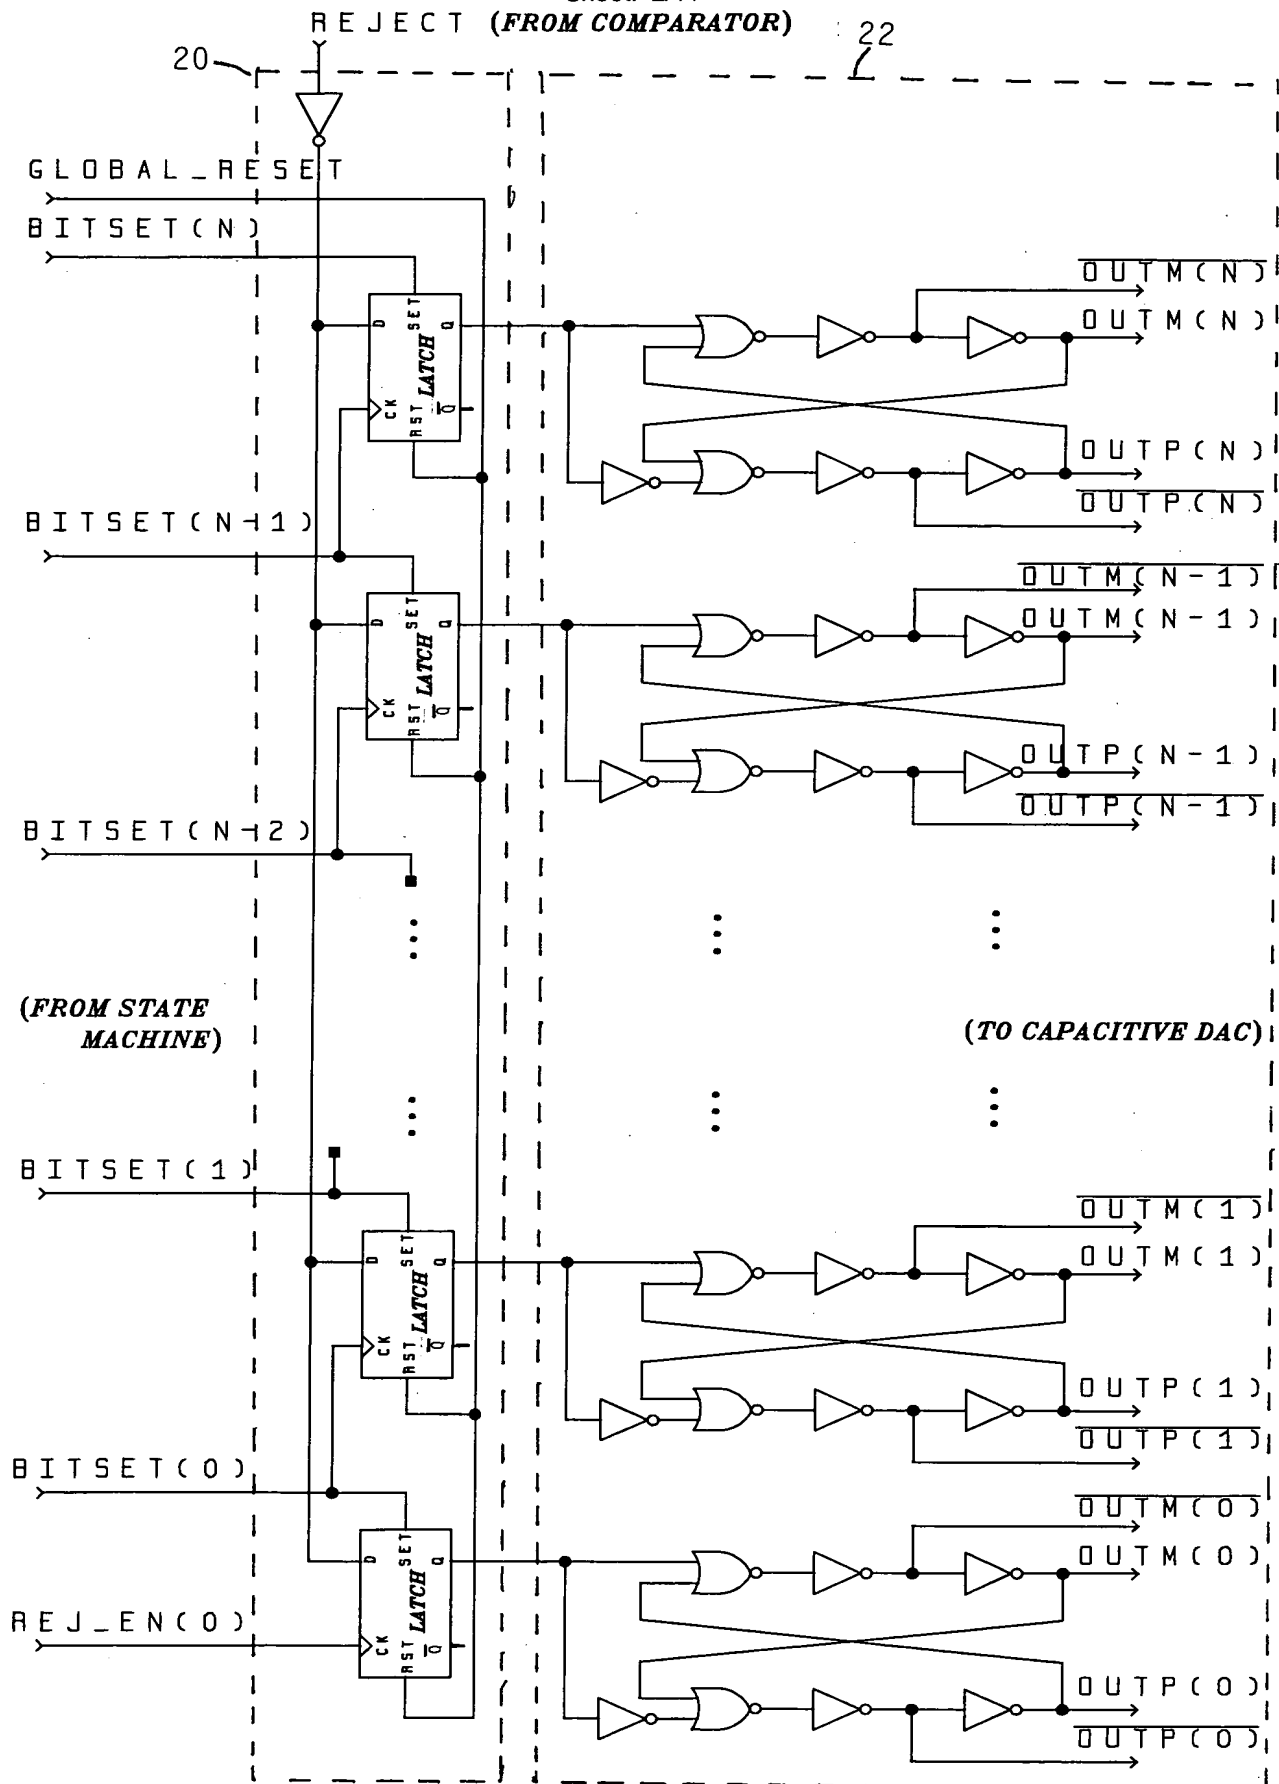 REJECT (FROM COMPARATOR)
20
22
GLOBAL_RESET
BITSET(N)
OUTM(N)
OUTM(N)
D SET Q
LATCH
CK RST Q
OUTP(N)
OUTP(N)
BITSET(N-1)
OUTM(N-1)
OUTM(N-1)
D SET Q
LATCH
CK RST Q
OUTP(N-1)
OUTP(N-1)
BITSET(N-2)
(FROM STATE
MACHINE)
(TO CAPACITIVE DAC)
BITSET(1)
OUTM(1)
OUTM(1)
D SET Q
LATCH
CK RST Q
OUTP(1)
OUTP(1)
BITSET(0)
OUTM(0)
OUTM(0)
D SET Q
LATCH
REJ_EN(0)
CK RST Q
OUTP(0)
OUTP(0)